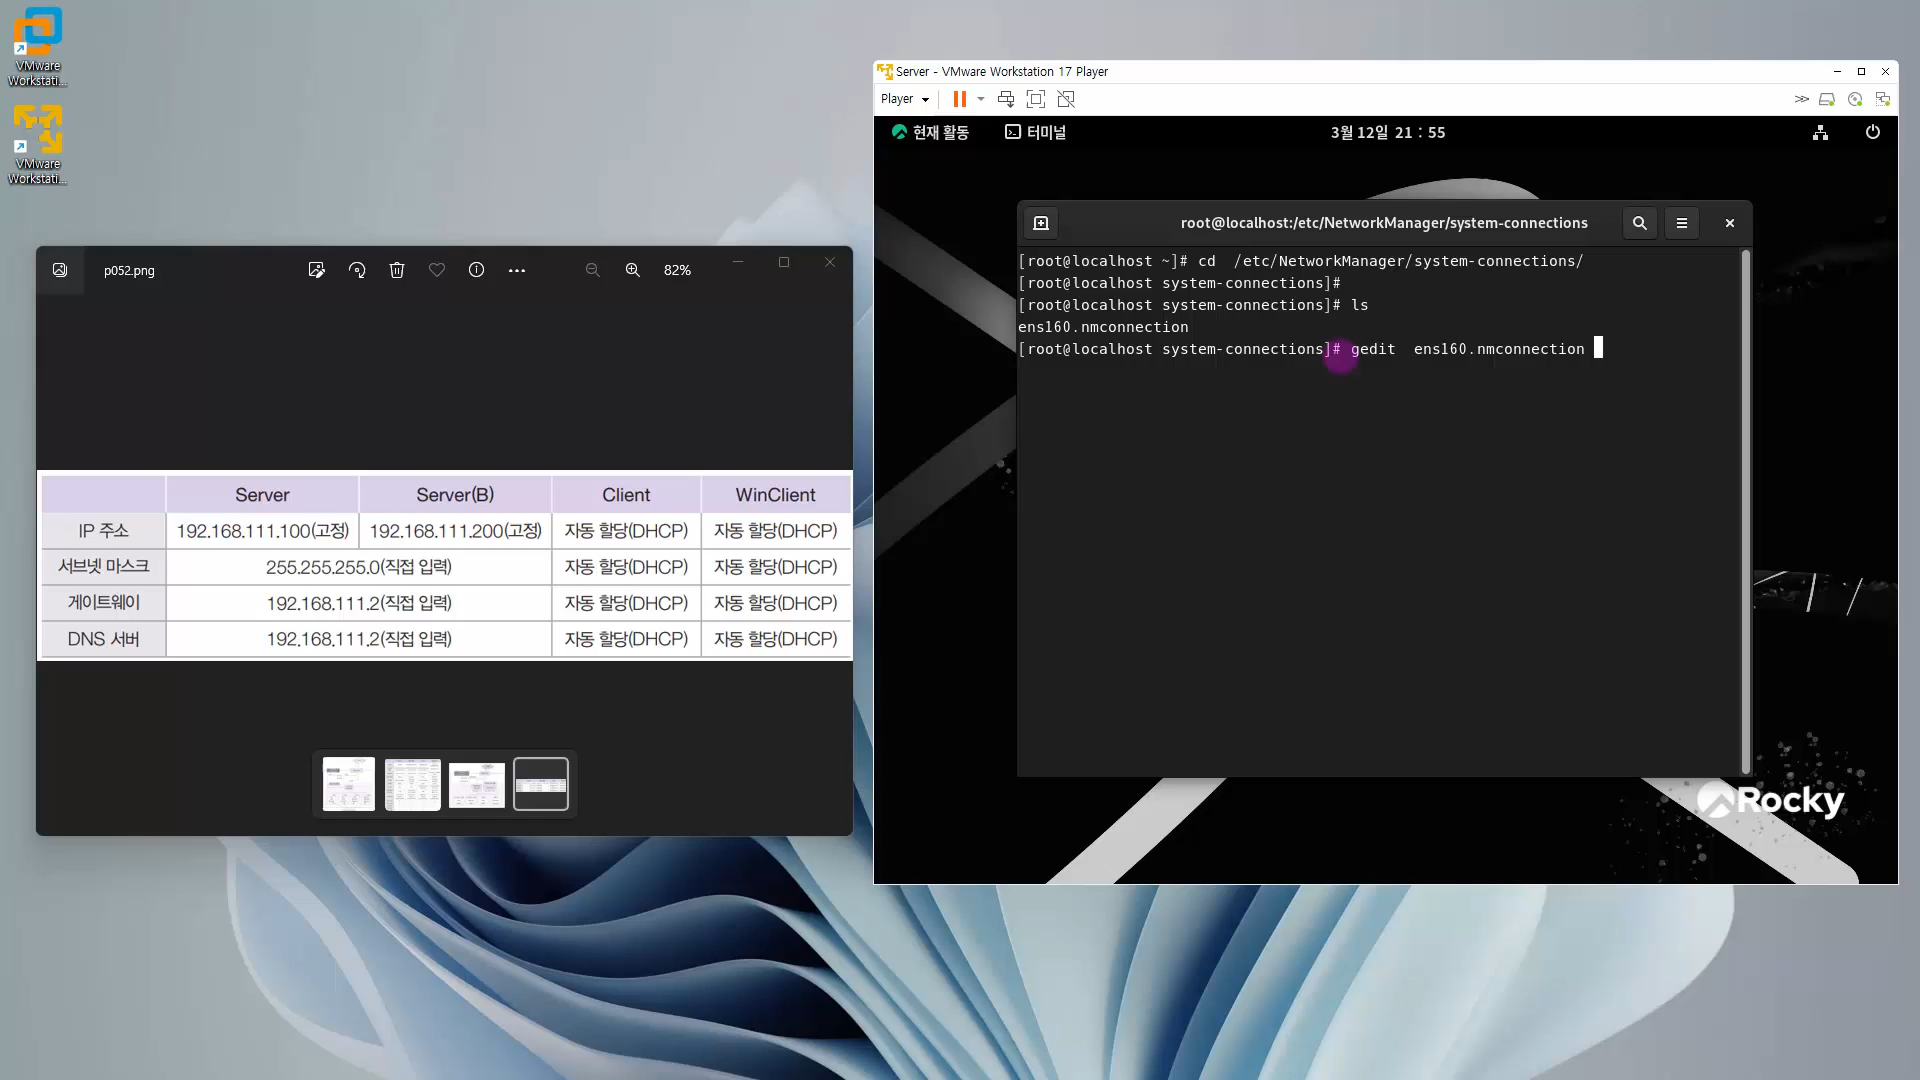 VMware
Workstati...
VMware
Workstati...
p052.png
82%
Server Server(B) Client WinClient
IP 주소 192.168.111.100(고정) 192.168.111.200(고정) 자동 할당(DHCP) 자동 할당(DHCP)
서브넷 마스크 255.255.255.0(직접 입력) 자동 할당(DHCP) 자동 할당(DHCP)
게이트웨이 192.168.111.2(직접 입력) 자동 할당(DHCP) 자동 할당(DHCP)
DNS 서버 192.168.111.2(직접 입력) 자동 할당(DHCP) 자동 할당(DHCP)
Server - VMware Workstation 17 Player
Player
현재 활동 터미널 3월 12일 21 : 55
root@localhost:/etc/NetworkManager/system-connections
[root@localhost ~]# cd  /etc/NetworkManager/system-connections/
[root@localhost system-connections]#
[root@localhost system-connections]# ls
ens160.nmconnection
[root@localhost system-connections]# gedit  ens160.nmconnection
Rocky